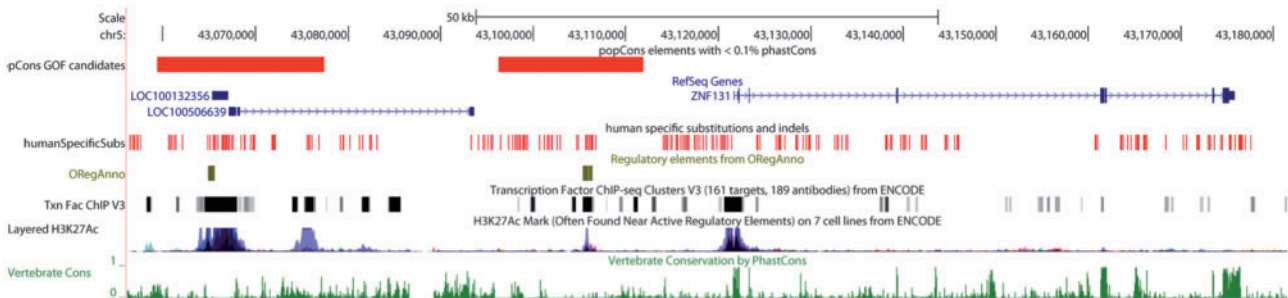 Scale 50 kb
chr5: 43,070,000 43,080,000 43,090,000 43,100,000 43,110,000 43,120,000 43,130,000 43,140,000 43,150,000 43,160,000 43,170,000 43,180,000
popCons elements with < 0.1% phastCons
opCons GOF candidates
RefSeq Genes
LOC100132356 ZNF131
LOC100506639
human specific substitutions and indels
humanSpecificSubs
Regulatory elements from ORegAnno
ORegAnno
Transcription Factor ChIP-seq Clusters V3 (161 targets, 189 antibodies) from ENCODE
Txn Fac ChIP V3
H3K27Ac Mark (Often Found Near Active Regulatory Elements) on 7 cell lines from ENCODE
Layered H3K27Ac
Vertebrate Conservation by PhastCons
1
Vertebrate Cons
0